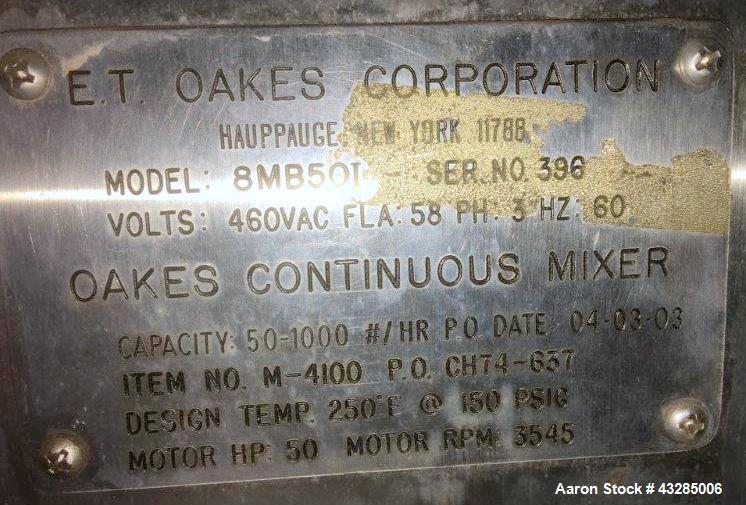 E.T. OAKES CORPORATION
HAUPPAUGE, NEW YORK 11788
MODEL: SER. NO. 396
VOLTS: 460VAC FLA: 58 PH: 3 HZ: 60
OAKES CONTINUOUS MIXER
CAPACITY: 50-1000 #/HR P.O. DATE: 04-03-03
ITEM NO. M-4100 P.O. CH74-637
DESIGN TEMP. 250°F @ 150 PSIG
MOTOR HP: 50 MOTOR RPM: 3545
Aaron Stock # 43285006